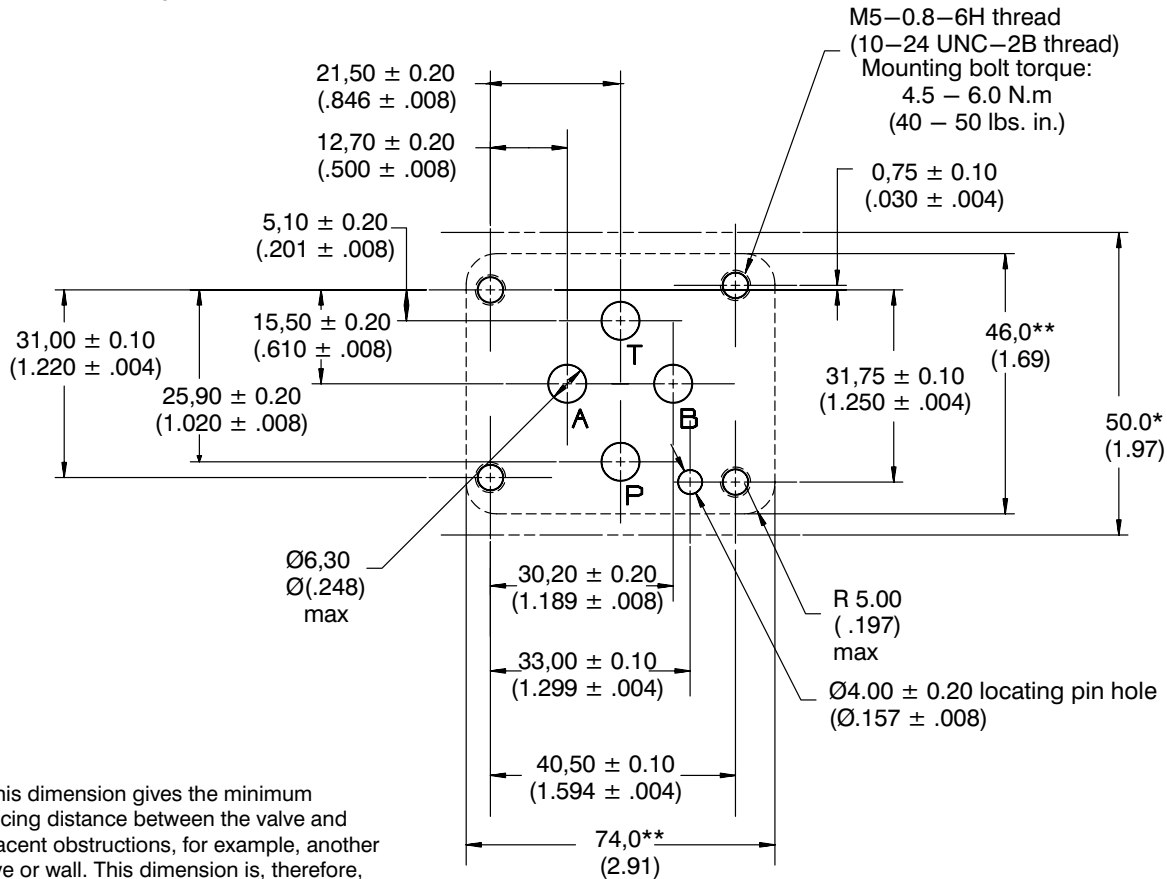 M5–0.8–6H thread
(10–24 UNC–2B thread)
Mounting bolt torque:
4.5 – 6.0 N.m
(40 – 50 lbs. in.)
21,50 ± 0.20
(.846 ± .008)
12,70 ± 0.20
(.500 ± .008)
0,75 ± 0.10
(.030 ± .004)
5,10 ± 0.20
(.201 ± .008)
15,50 ± 0.20
(.610 ± .008)
31,00 ± 0.10
(1.220 ± .004)
25,90 ± 0.20
(1.020 ± .008)
T
A
B
P
46,0**
(1.69)
31,75 ± 0.10
(1.250 ± .004)
50.0*
(1.97)
Ø6,30
Ø(.248)
max
30,20 ± 0.20
(1.189 ± .008)
R 5.00
( .197)
max
33,00 ± 0.10
(1.299 ± .004)
Ø4.00 ± 0.20 locating pin hole
(Ø.157 ± .008)
40,50 ± 0.10
(1.594 ± .004)
74,0**
(2.91)
his dimension gives the minimum
cing distance between the valve and
acent obstructions, for example, another
ve or wall. This dimension is, therefore,